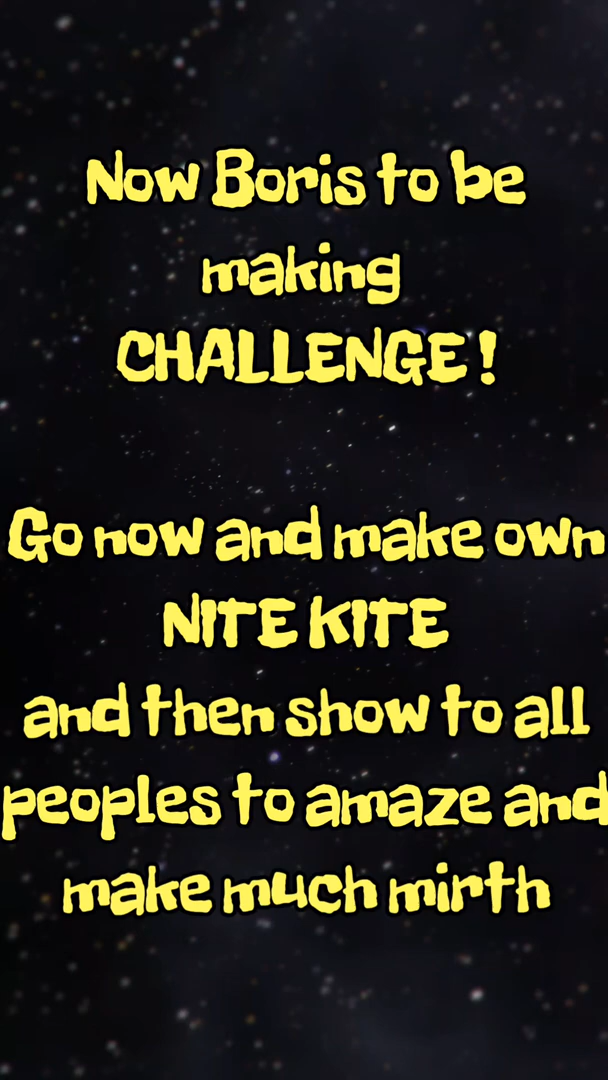 Now Boris to be
making
CHALLENGE!
Go now and make own
NITE KITE
and then show to all
peoples to amaze and
make much mirth